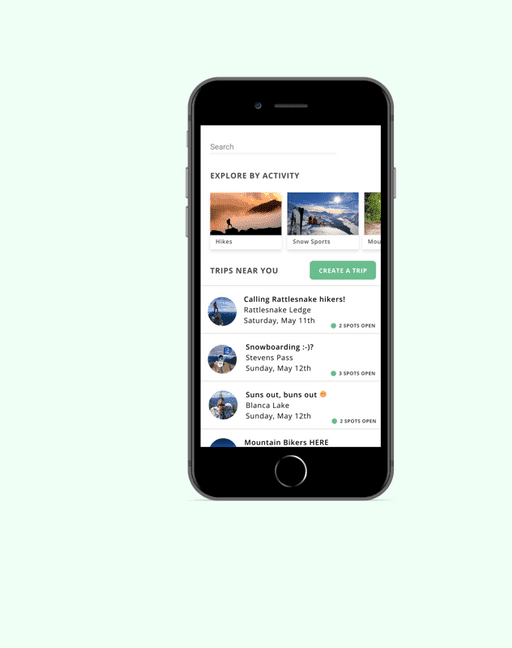 Search
EXPLORE BY ACTIVITY
Hikes
Snow Sports
Mou
TRIPS NEAR YOU
CREATE A TRIP
Calling Rattlesnake hikers!
Rattlesnake Ledge
Saturday, May 11th
2 SPOTS OPEN
Snowboarding :-)?
Stevens Pass
Sunday, May 12th
3 SPOTS OPEN
Suns out, buns out
Blanca Lake
Sunday, May 12th
2 SPOTS OPEN
Mountain Bikers HERE